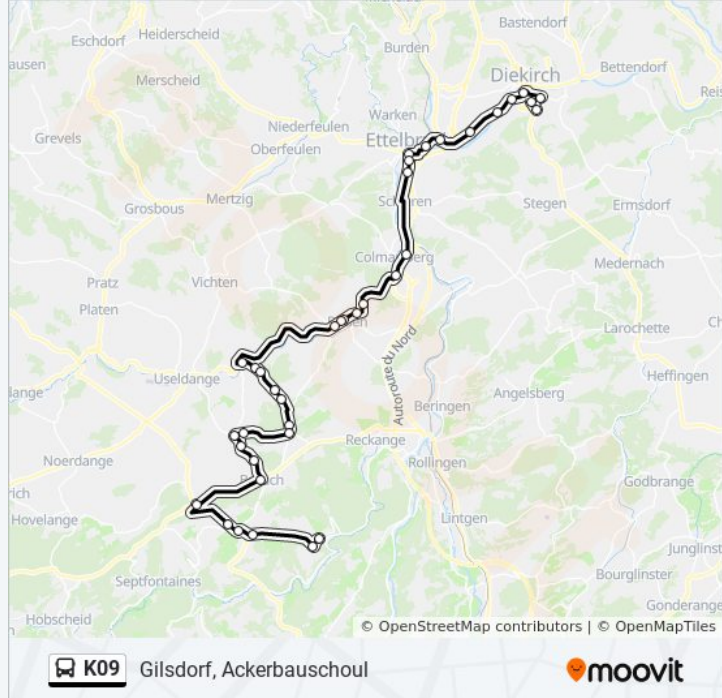 Bastendorf
Heiderscheid
Eschdorf
Burden
Diekirch
Bettendorf
Merscheid
Warken
Niederfeulen
Ettelbr
Grevels
Oberfeulen
Mertzig
Ermsdorf
Grosbous
Stegen
Colmar-Berg
Medernach
Pratz
Vichten
Platen
Larochette
Useldange
Heffingen
Autoroute du Nord
Angelsberg
Beringen
Reckange
Noerdange
Rollingen
Godbrange
Hovelange
Lintgen
Junglinst
Bourglinster
Septfontaines
Gonderange
Hobscheid
© OpenStreetMap contributors | © OpenMapTiles
K09 Gilsdorf, Ackerbauschoul
moovit